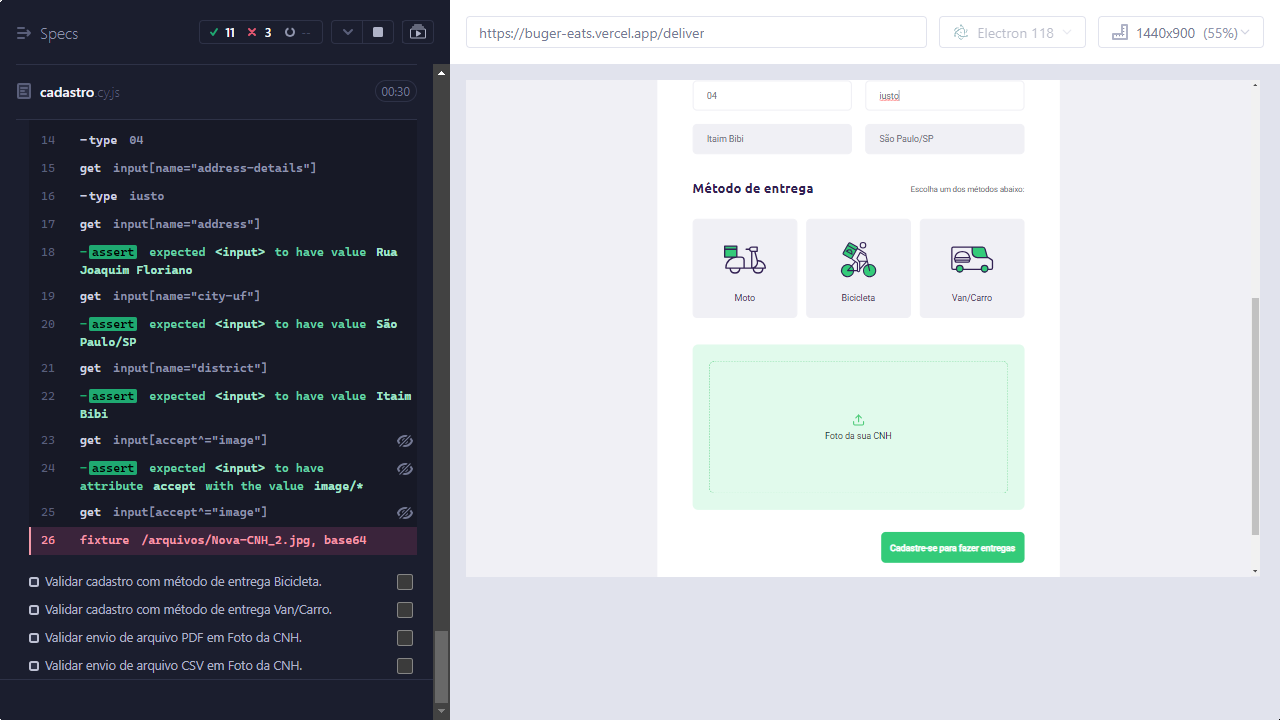 Specs
11
3
--
https://buger-eats.vercel.app/deliver
Electron 118
1440x900 (55%)
cadastro.cy.js
00:30
14 -type 04
15 get input[name="address-details"]
16 -type iusto
17 get input[name="address"]
18 -assert expected <input> to have value Rua
Joaquim Floriano
19 get input[name="city-uf"]
20 -assert expected <input> to have value São
Paulo/SP
21 get input[name="district"]
22 -assert expected <input> to have value Itaim
Bibi
23 get input[accept^="image"]
24 -assert expected <input> to have
attribute accept with the value image/*
25 get input[accept^="image"]
26 fixture /arquivos/Nova-CNH_2.jpg, base64
Validar cadastro com método de entrega Bicicleta.
Validar cadastro com método de entrega Van/Carro.
Validar envio de arquivo PDF em Foto da CNH.
Validar envio de arquivo CSV em Foto da CNH.
04
iusto
Itaim Bibi
São Paulo/SP
Método de entrega
Escolha um dos métodos abaixo:
Moto
Bicicleta
Van/Carro
Foto da sua CNH
Cadastre-se para fazer entregas